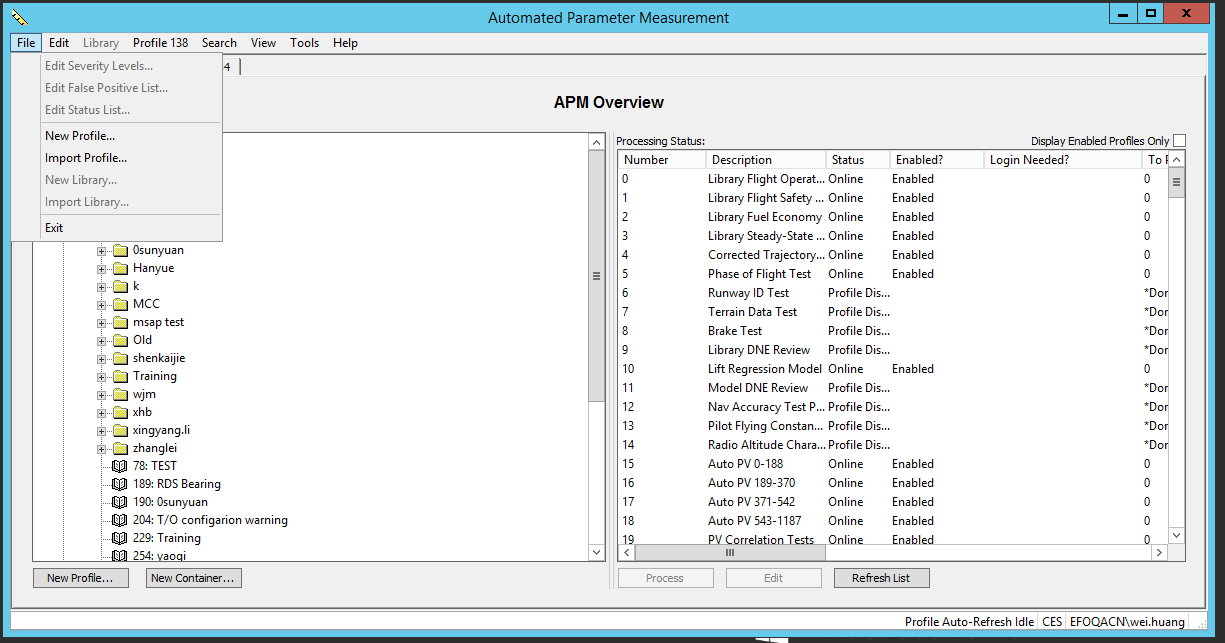 Automated Parameter Measurement
File Edit Library Profile 138 Search View Tools Help
Edit Severity Levels...
Edit False Positive List...
Edit Status List...
New Profile...
Import Profile...
New Library...
Import Library...
Exit
4
APM Overview
0sunyuan
Hanyue
k
MCC
msap test
Old
shenkaijie
Training
wjm
xhb
xingyang.li
zhanglei
78: TEST
189: RDS Bearing
190: 0sunyuan
204: T/O configarion warning
229: Training
254: yaoqi
New Profile... New Container...
Processing Status: Display Enabled Profiles Only
Number Description Status Enabled? Login Needed? To P
0 Library Flight Operat... Online Enabled 0
1 Library Flight Safety ... Online Enabled 0
2 Library Fuel Economy Online Enabled 0
3 Library Steady-State ... Online Enabled 0
4 Corrected Trajectory... Online Enabled 0
5 Phase of Flight Test Online Enabled 0
6 Runway ID Test Profile Dis... *Dor
7 Terrain Data Test Profile Dis... *Dor
8 Brake Test Profile Dis... *Dor
9 Library DNE Review Profile Dis... *Dor
10 Lift Regression Model Online Enabled 0
11 Model DNE Review Profile Dis... *Dor
12 Nav Accuracy Test P... Profile Dis... *Dor
13 Pilot Flying Constan... Profile Dis... *Dor
14 Radio Altitude Chara... Profile Dis... *Dor
15 Auto PV 0-188 Online Enabled 0
16 Auto PV 189-370 Online Enabled 0
17 Auto PV 371-542 Online Enabled 0
18 Auto PV 543-1187 Online Enabled 0
19 PV Correlation Tests Online Enabled 0
Process Edit Refresh List
Profile Auto-Refresh Idle CES EFOQACN\wei.huang